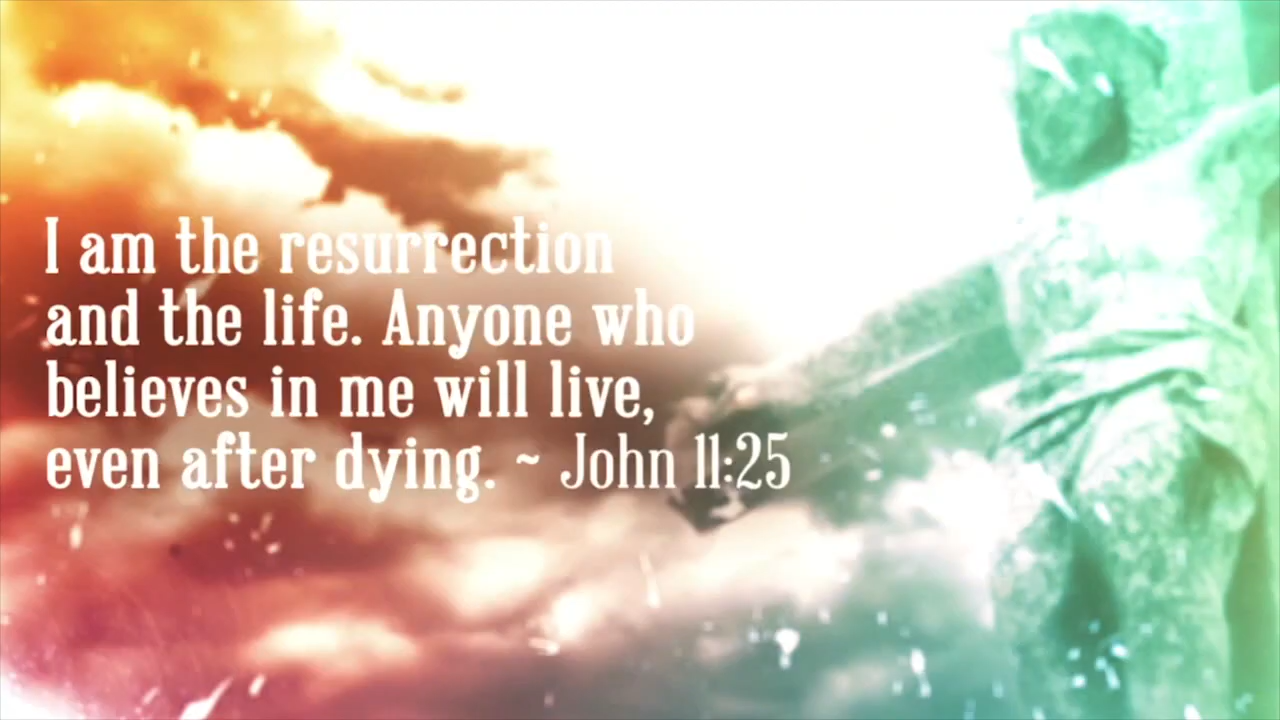 I am the resurrection
and the life. Anyone who
believes in me will live,
even after dying. ~ John 11:25